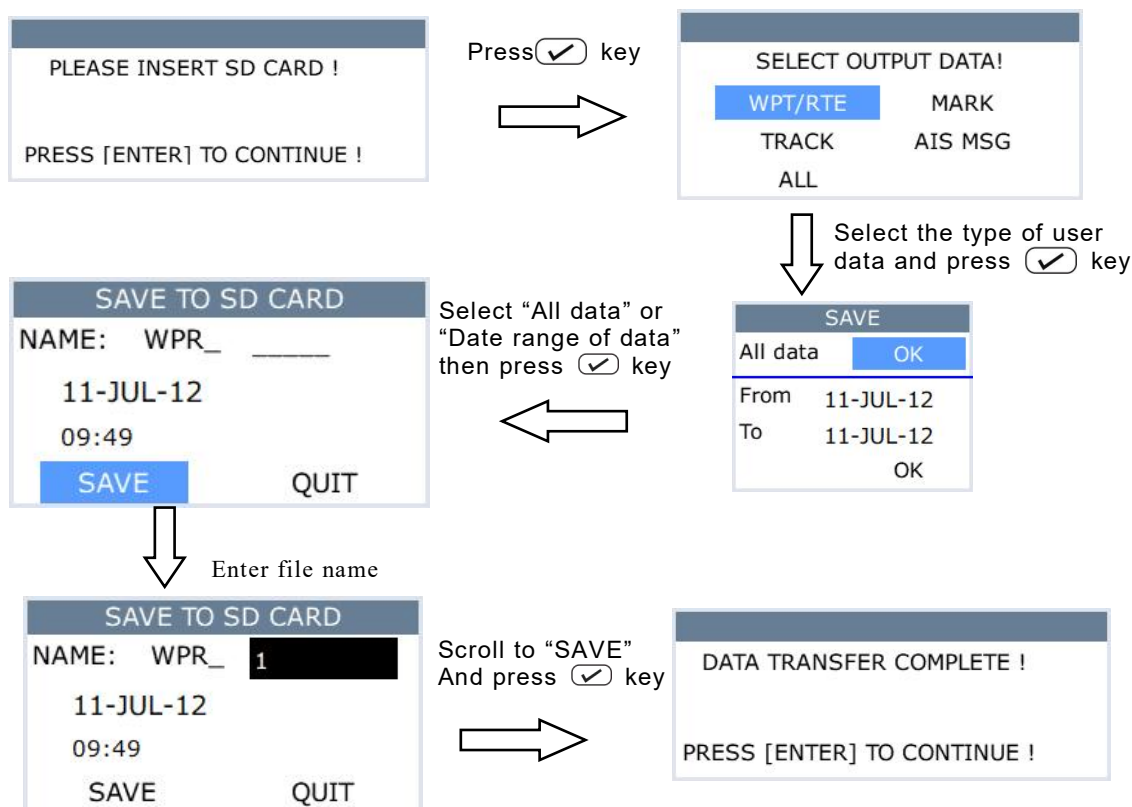 PLEASE INSERT SD CARD !
PRESS [ENTER] TO CONTINUE !
Press key
SELECT OUTPUT DATA!
WPT/RTE MARK
TRACK AIS MSG
ALL
Select the type of user
data and press key
SAVE
All data OK
From 11-JUL-12
To 11-JUL-12
OK
Select “All data” or
“Date range of data”
then press key
SAVE TO SD CARD
NAME: WPR_ _____
11-JUL-12
09:49
SAVE QUIT
Enter file name
SAVE TO SD CARD
NAME: WPR_ 1
11-JUL-12
09:49
SAVE QUIT
Scroll to “SAVE”
And press key
DATA TRANSFER COMPLETE !
PRESS [ENTER] TO CONTINUE !